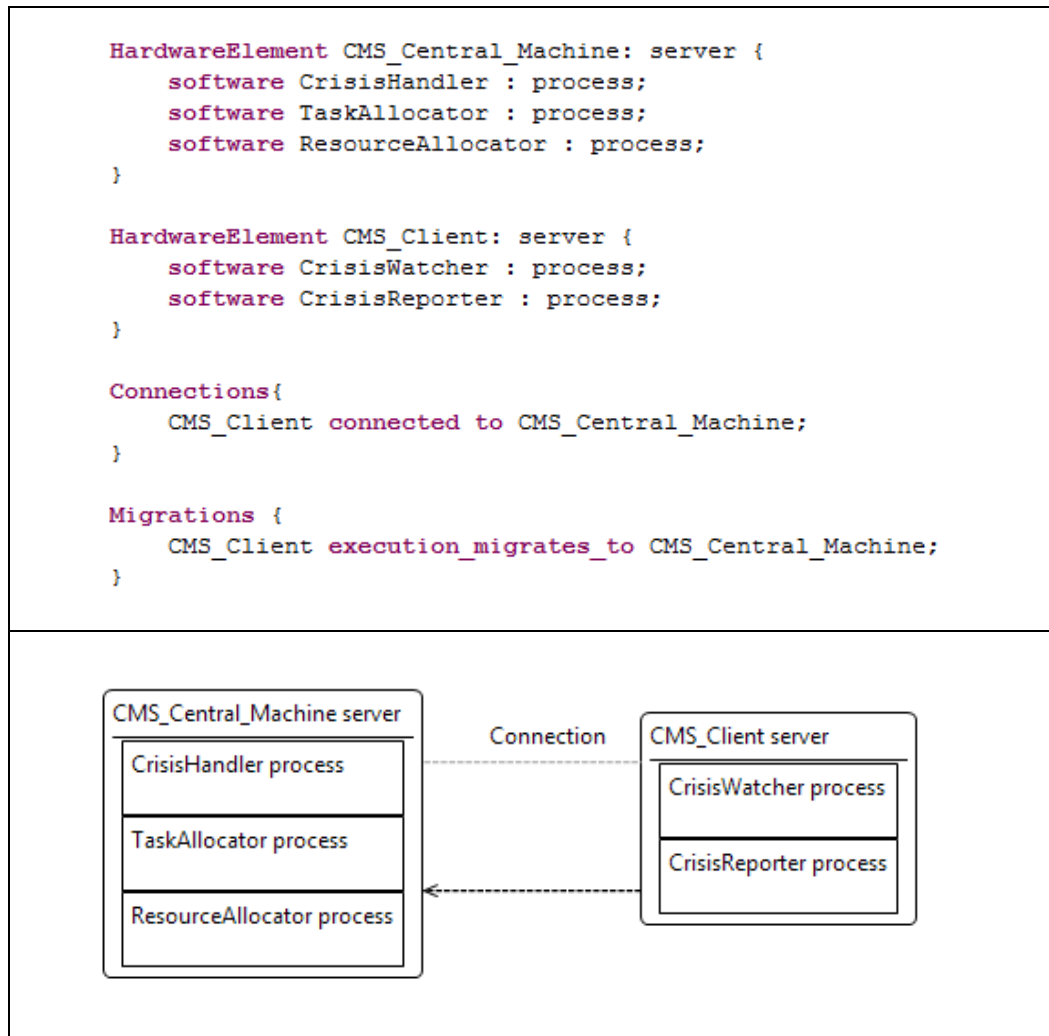 HardwareElement CMS_Central_Machine: server {
software CrisisHandler : process;
software TaskAllocator : process;
software ResourceAllocator : process;
}
HardwareElement CMS_Client: server {
software CrisisWatcher : process;
software CrisisReporter : process;
}
Connections{
CMS_Client connected to CMS_Central_Machine;
}
Migrations {
CMS_Client execution_migrates_to CMS_Central_Machine;
}
CMS_Central_Machine server
CrisisHandler process
TaskAllocator process
ResourceAllocator process
Connection
CMS_Client server
CrisisWatcher process
CrisisReporter process